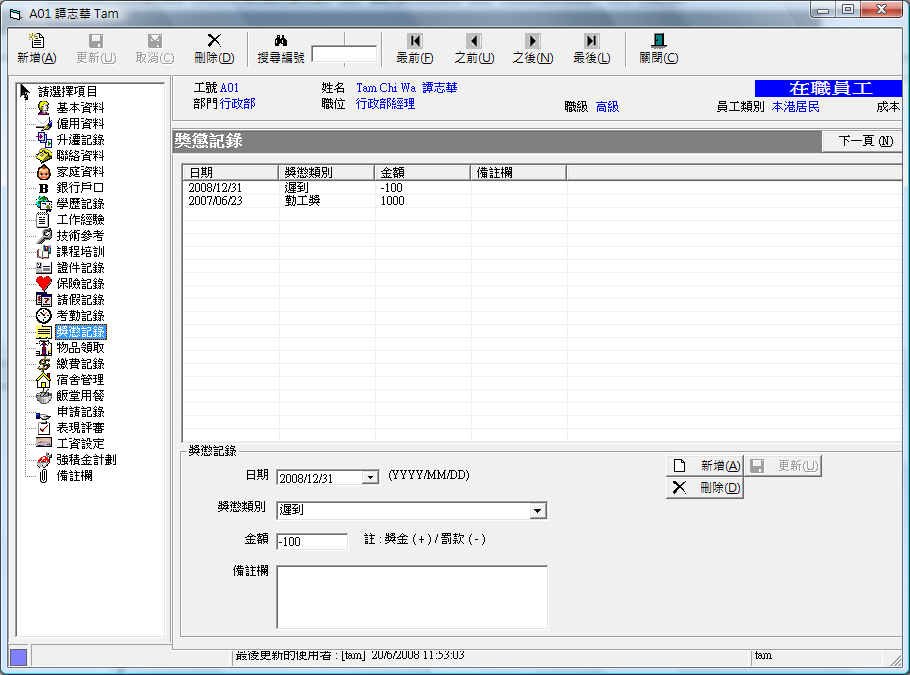 A01 譚志華 Tam
新增(A) 更新(U) 取消(C) 刪除(D) 搜尋編號 最前(F) 之前(U) 之後(N) 最後(L) 關閉(C)
請選擇項目
基本資料
僱用資料
升遷記錄
聯絡資料
家庭資料
銀行戶口
學歷記錄
工作經驗
技術參考
課程培訓
證件記錄
保險記錄
請假記錄
考勤記錄
獎懲記錄
物品領取
繳費記錄
宿舍管理
飯堂用餐
申請記錄
表現評審
工資設定
強積金計劃
備註欄
工號 A01 姓名 Tam Chi Wa 譚志華 在職員工
部門 行政部 職位 行政部經理 職級 高級 員工類別 本港居民 成本
獎懲記錄 下一頁 (N)
日期 獎懲類別 金額 備註欄
2008/12/31 遲到 -100
2007/06/23 勤工獎 1000
獎懲記錄
日期 2008/12/31 (YYYY/MM/DD) 新增(A) 更新(U)
刪除(D)
獎懲類別 遲到
金額 -100 註 : 獎金 ( + ) / 罰款 ( - )
備註欄
最後更新的使用者 : [tam] 20/6/2008 11:53:03 tam